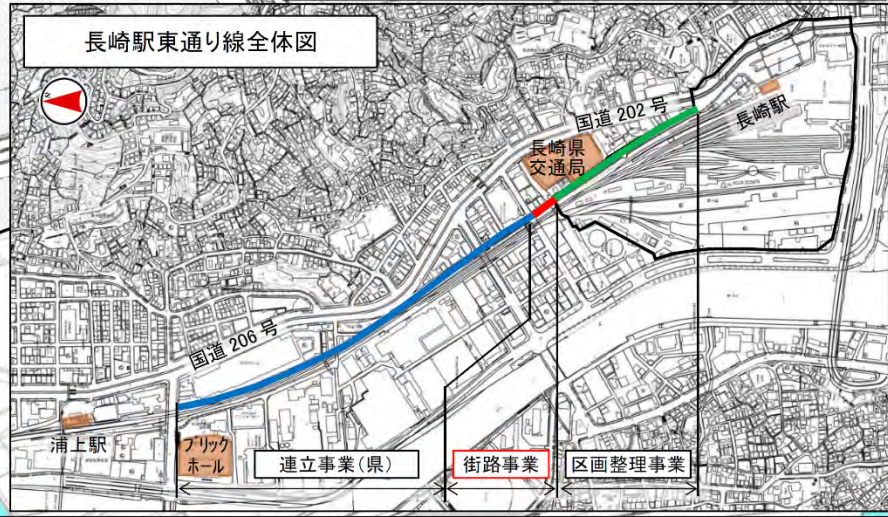 長崎駅東通り線全体図
N
国道 202 号
長崎駅
長崎県
交通局
国道 206 号
浦上駅
ブリック
ホール
連立事業(県)
街路事業
区画整理事業